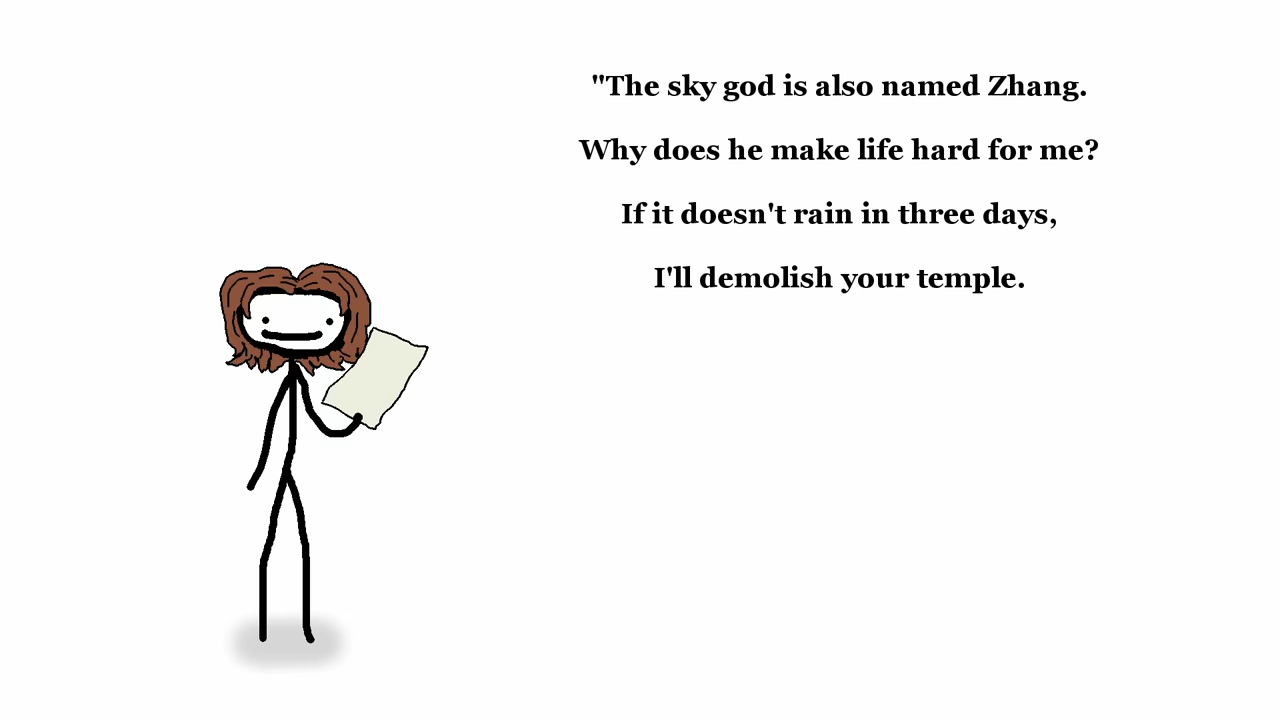 "The sky god is also named Zhang.
Why does he make life hard for me?
If it doesn't rain in three days,
I'll demolish your temple.